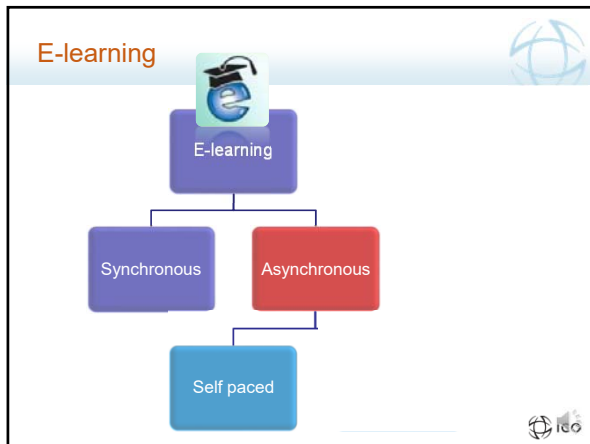 E-learning
e
E-learning
Synchronous
Asynchronous
Self paced
ico